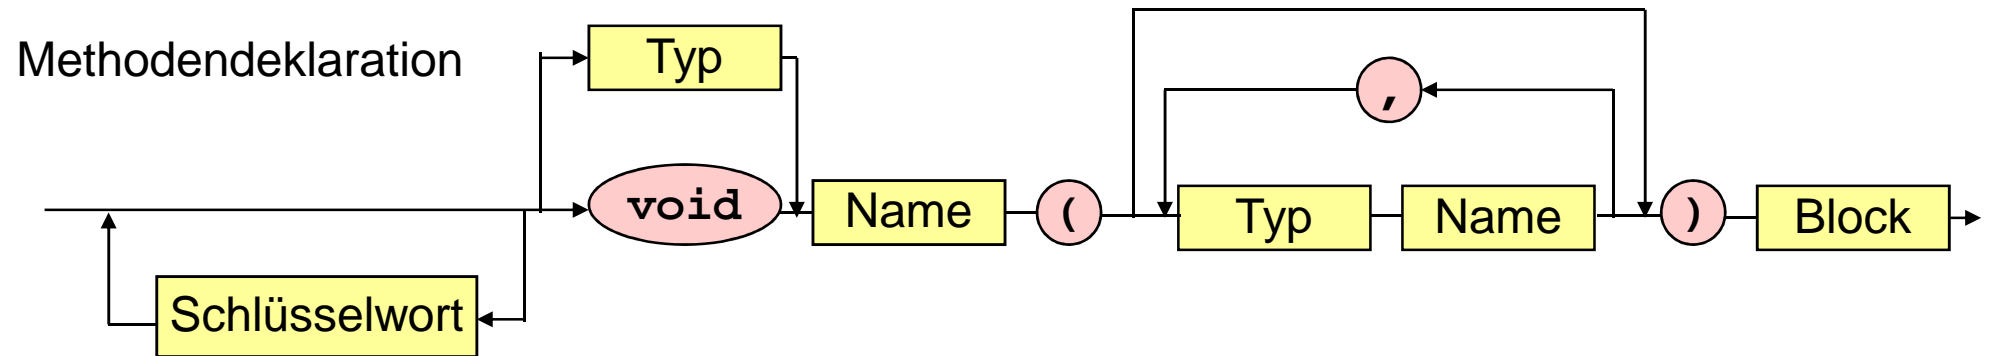 Methodendeklaration
Typ
,
void Name ( Typ Name ) Block
Schlüsselwort